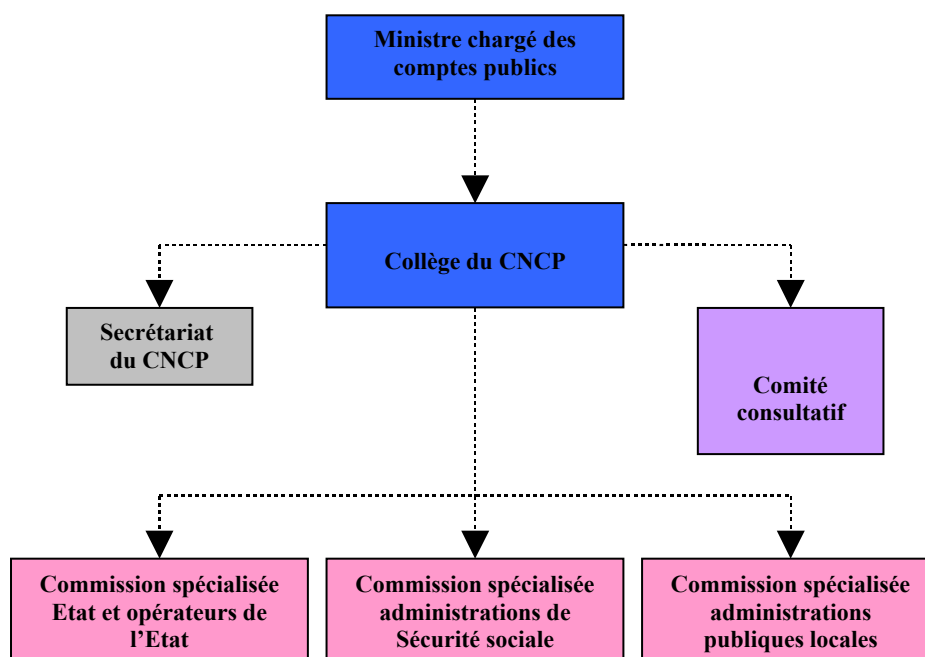 Ministre chargé des
comptes publics
Collège du CNCP
Secrétariat
du CNCP
Comité
consultatif
Commission spécialisée
Etat et opérateurs de
l'Etat
Commission spécialisée
administrations de
Sécurité sociale
Commission spécialisée
administrations
publiques locales